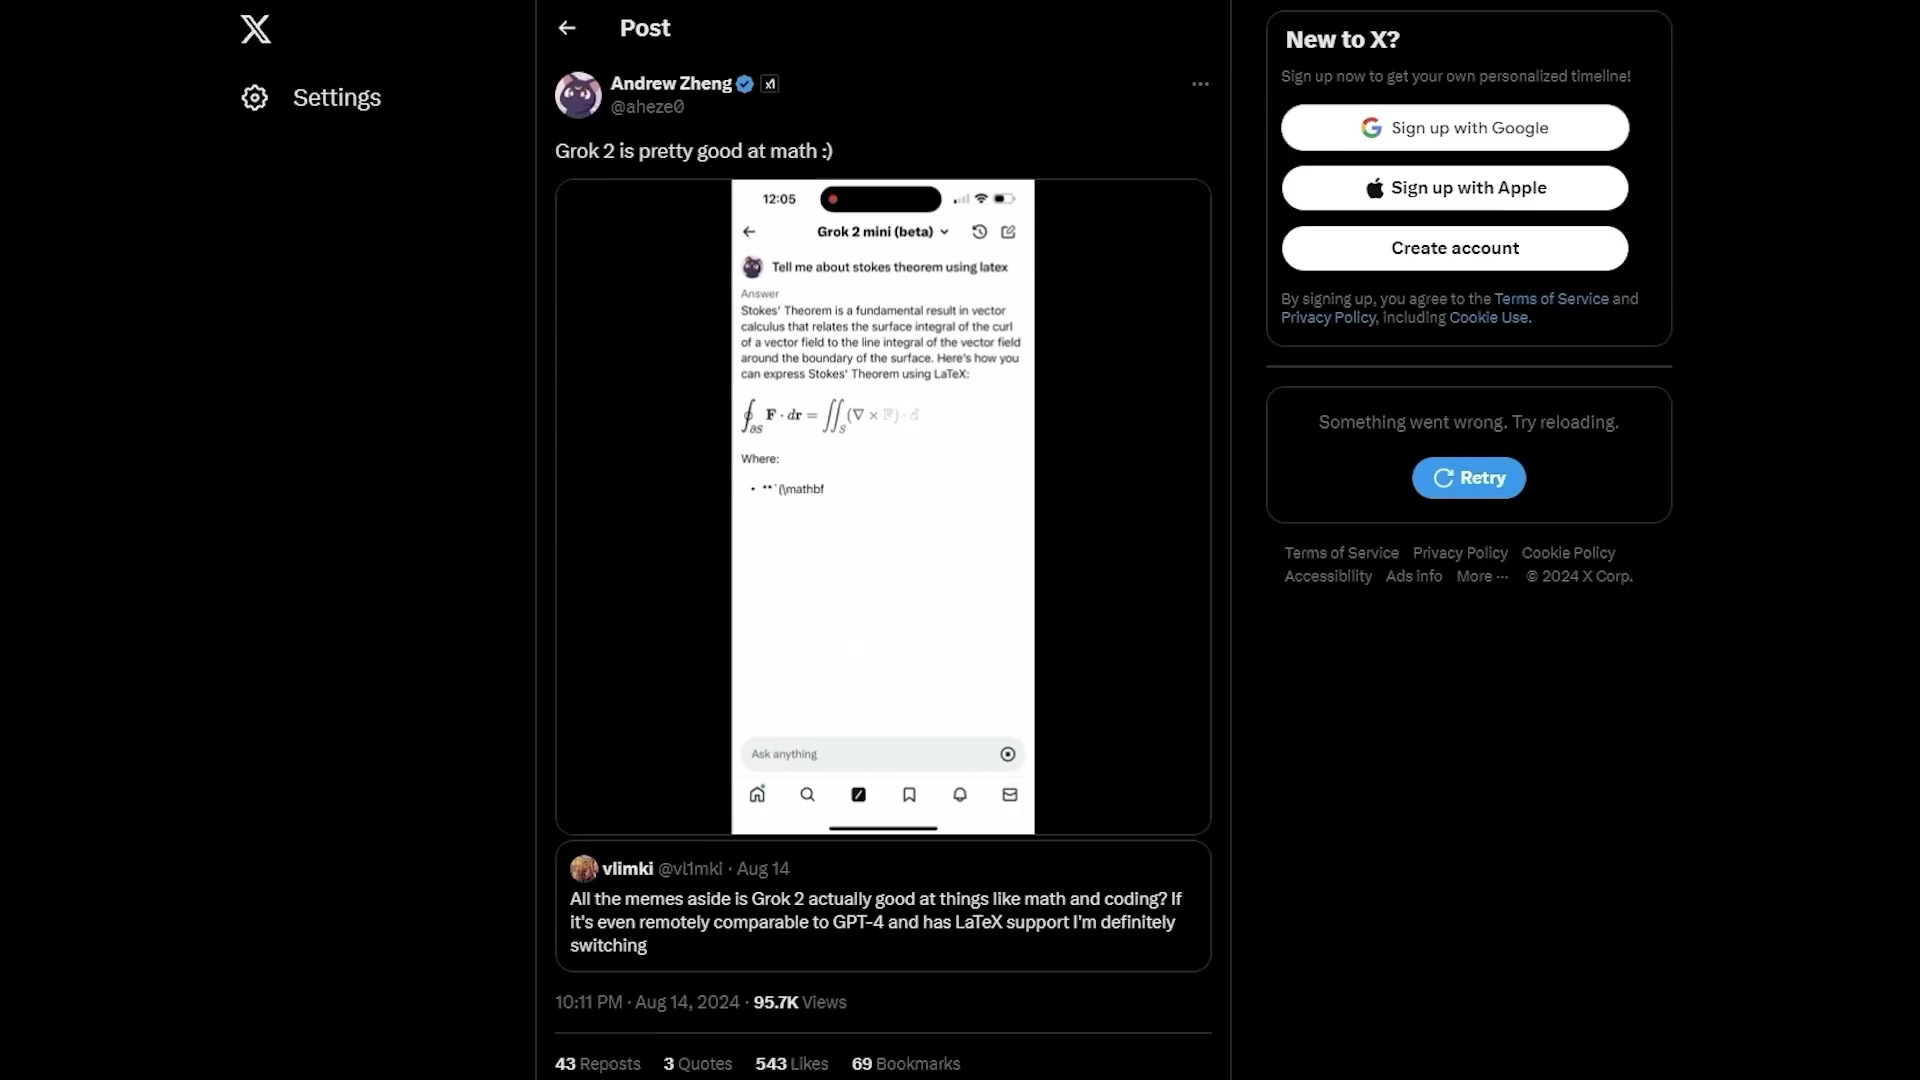 Settings
Post
Andrew Zheng
@aheze0
Grok 2 is pretty good at math :)
12:05
Grok 2 mini (beta)
Tell me about stokes theorem using latex
Answer
Stokes' Theorem is a fundamental result in vector
calculus that relates the surface integral of the curl
of a vector field to the line integral of the vector field
around the boundary of the surface. Here's how you
can express Stokes' Theorem using LaTeX:
∮∂S F · dr = ∬S (∇ × F) · d
Where:
• **`(\mathbf
Ask anything
vlimki @vl1mki · Aug 14
All the memes aside is Grok 2 actually good at things like math and coding? If
it's even remotely comparable to GPT-4 and has LaTeX support I'm definitely
switching
10:11 PM · Aug 14, 2024 · 95.7K Views
43 Reposts 3 Quotes 543 Likes 69 Bookmarks
New to X?
Sign up now to get your own personalized timeline!
Sign up with Google
Sign up with Apple
Create account
By signing up, you agree to the Terms of Service and
Privacy Policy, including Cookie Use.
Something went wrong. Try reloading.
Retry
Terms of Service Privacy Policy Cookie Policy
Accessibility Ads info More ··· © 2024 X Corp.